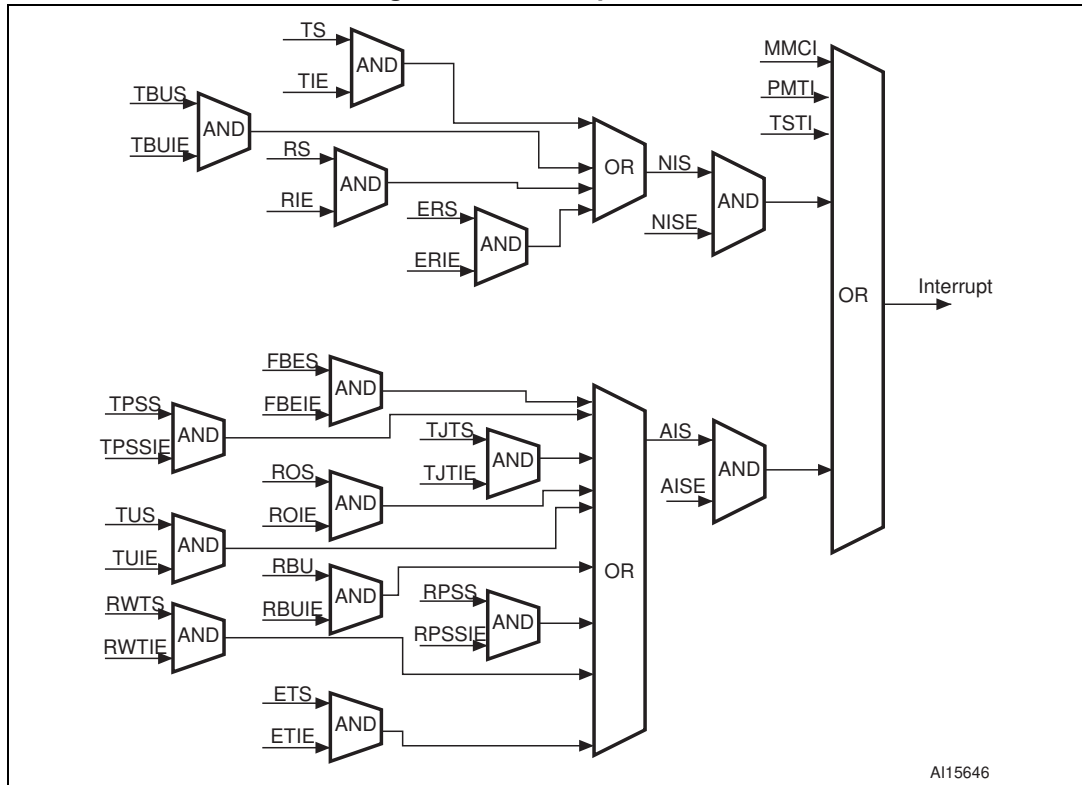 TS
TIE
AND
TBUS
TBUIE
AND
RS
RIE
AND
ERS
ERIE
AND
OR
NIS
NISE
AND
MMCI
PMTI
TSTI
OR
Interrupt
FBES
FBEIE
AND
TPSS
TPSSIE
AND
TJTS
TJTIE
AND
ROS
ROIE
AND
TUS
TUIE
AND
RBU
RBUIE
AND
RPSS
RPSSIE
AND
RWTS
RWTIE
AND
ETS
ETIE
AND
OR
AIS
AISE
AND
AI15646